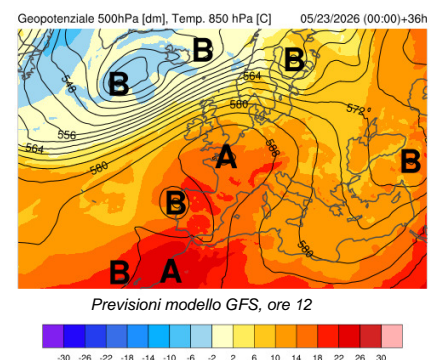 Geopotenziale 500hPa [dm], Temp. 850 hPa [C] 05/23/2026 (00:00)+36h
B
B
B
564
548
580
572
556
564
580
A
588
B
B
580
B
A
Previsioni modello GFS, ore 12
-30 -26 -22 -18 -14 -10 -6 -2 2 6 10 14 18 22 26 30